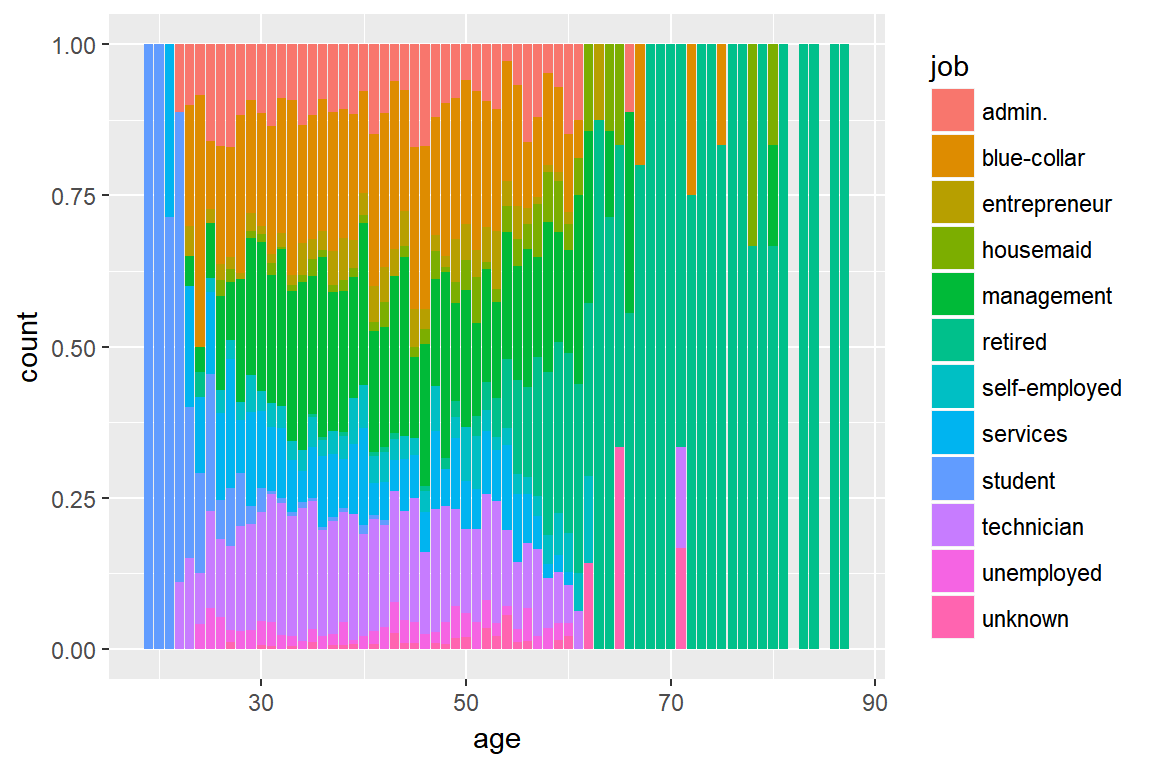 1.00
0.75
0.50
0.25
0.00
count
30
50
70
90
age
job
admin.
blue-collar
entrepreneur
housemaid
management
retired
self-employed
services
student
technician
unemployed
unknown